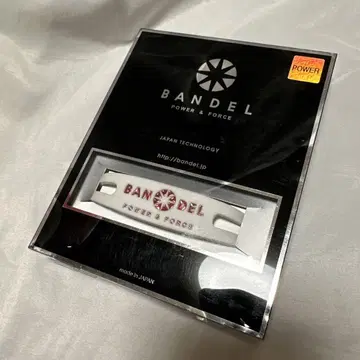 BANDEL
POWER & FORCE
POWER
JAPAN TECHNOLOGY
http://bandel.jp
BANDEL
POWER & FORCE
made in JAPAN